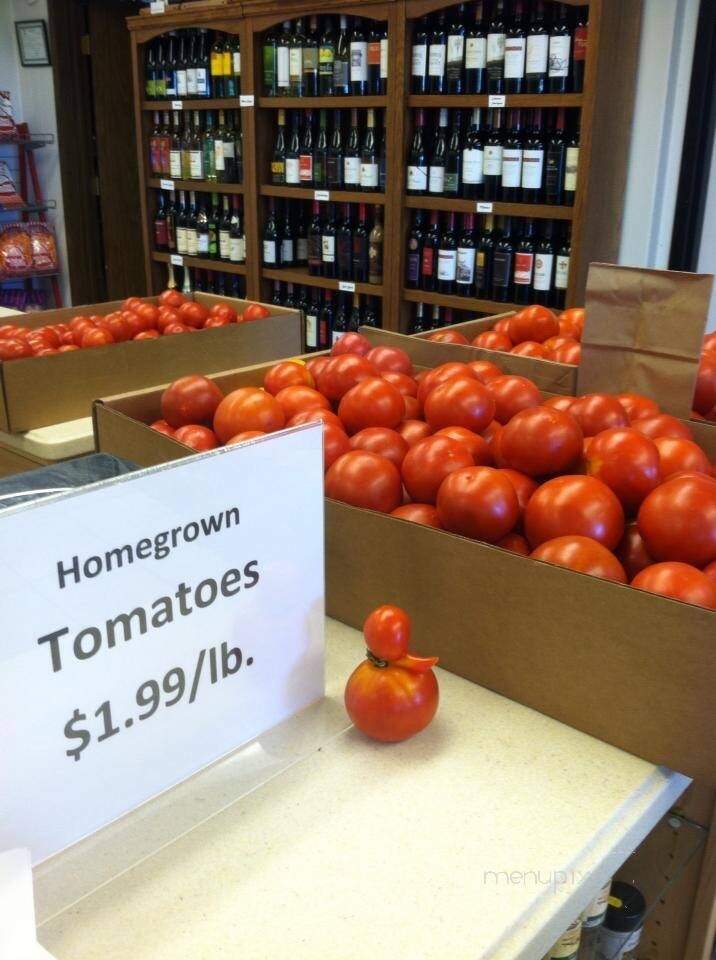 Homegrown
Tomatoes
$1.99/lb.
menupix